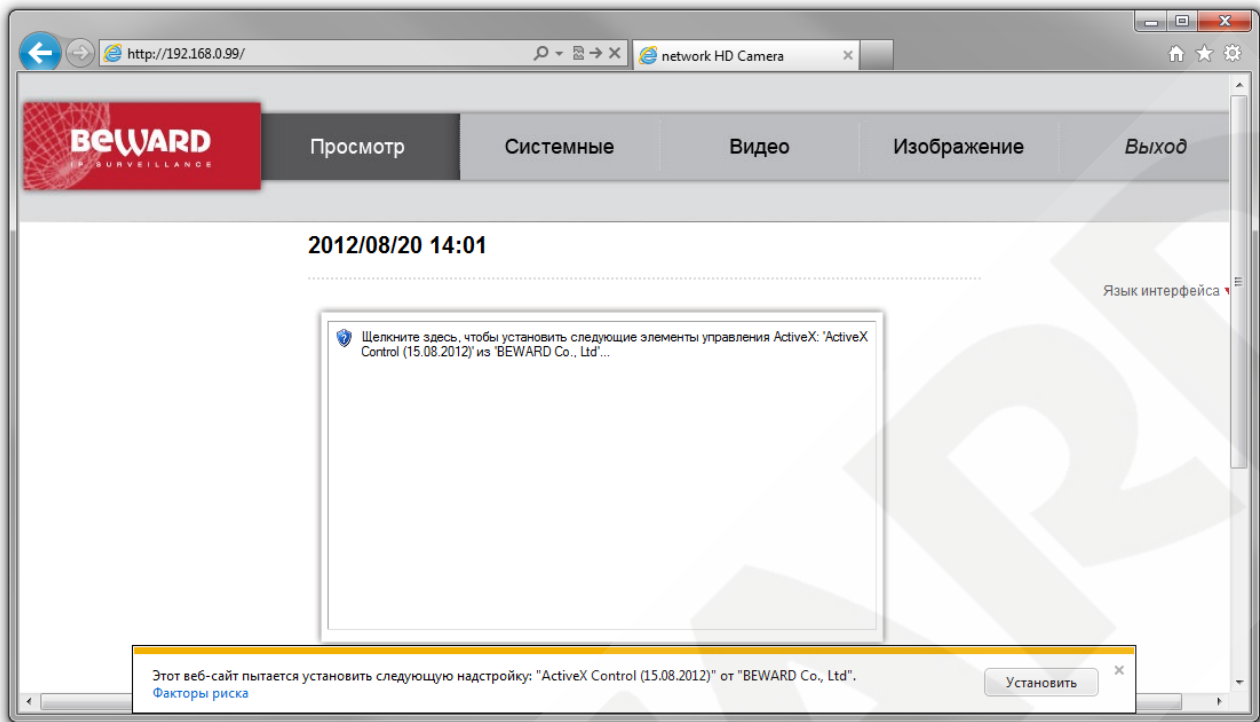 http://192.168.0.99/
network HD Camera
BEWARD
IP SURVEILLANCE
Просмотр
Системные
Видео
Изображение
Выход
2012/08/20 14:01
Язык интерфейса
Щелкните здесь, чтобы установить следующие элементы управления ActiveX: 'ActiveX
Control (15.08.2012)' из 'BEWARD Co., Ltd'...
Этот веб-сайт пытается установить следующую надстройку: "ActiveX Control (15.08.2012)" от "BEWARD Co., Ltd".
Факторы риска
Установить